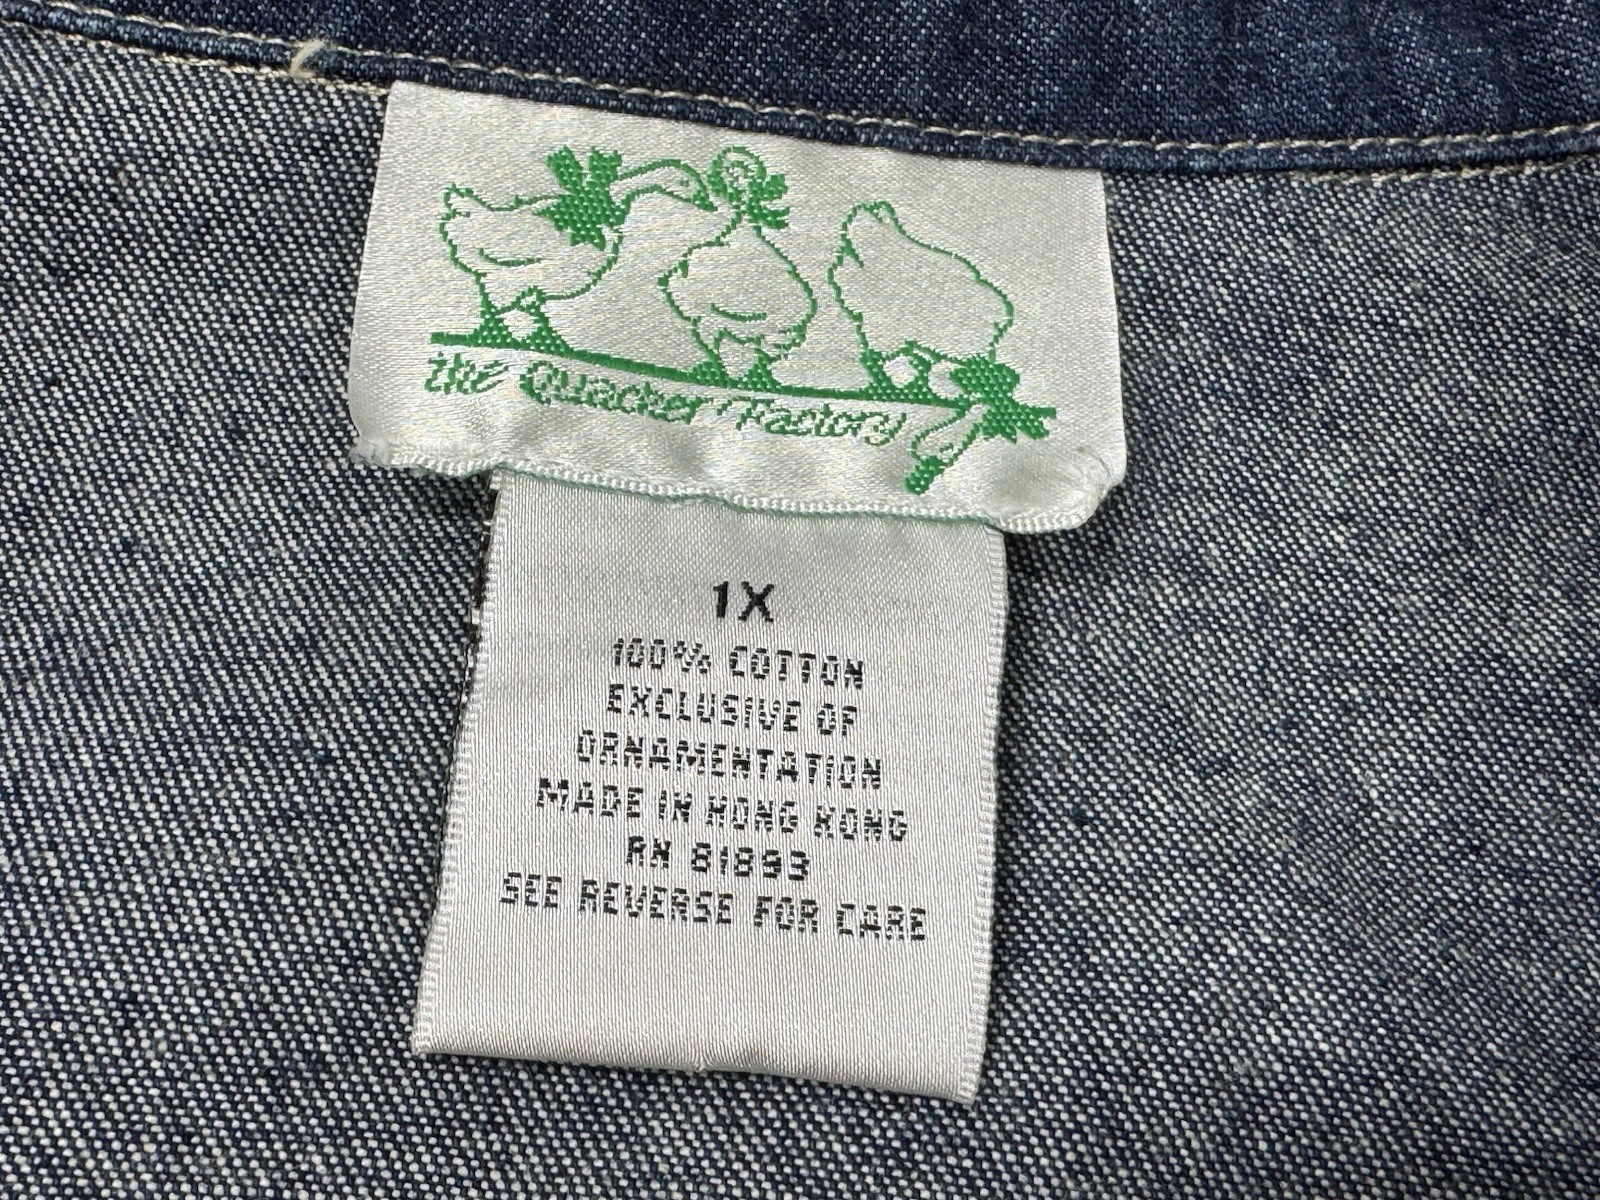 the Quacker Factory
1X
100% COTTON
EXCLUSIVE OF
ORNAMENTATION
MADE IN HONG KONG
RN 81893
SEE REVERSE FOR CARE